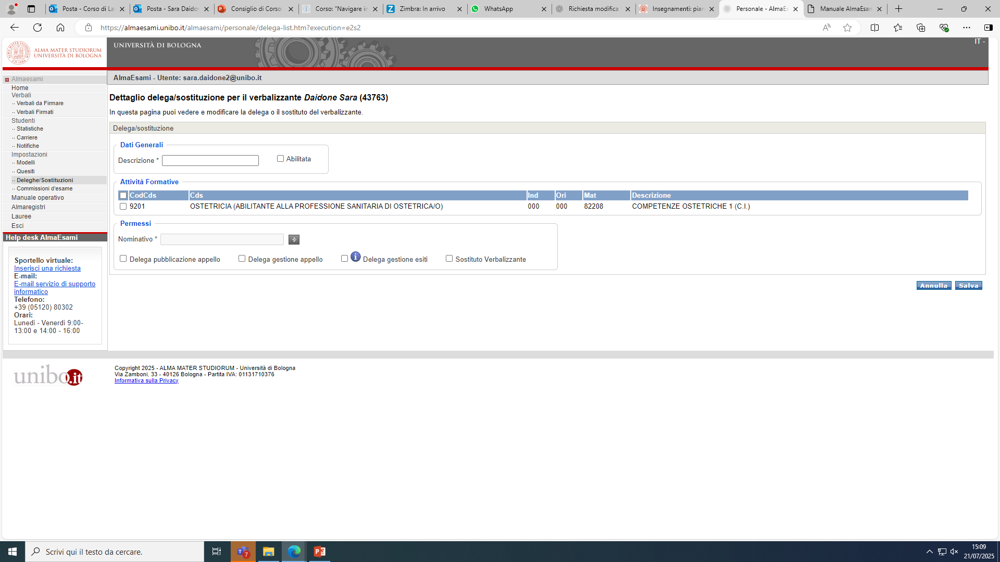 Posta - Corso di La
Posta - Sara Daido
Consiglio di Corso
Corso: "Navigare in
Zimbra: In arrivo
WhatsApp
Richiesta modifica
Insegnamenti: pian
Personale - AlmaEs
Manuale AlmaEsan
https://almaesami.unibo.it/almaesami/personale/delega-list.htm?execution=e2s2
ALMA MATER STUDIORUM
UNIVERSITÀ DI BOLOGNA
UNIVERSITÀ DI BOLOGNA
IT -
AlmaEsami - Utente: sara.daidone2@unibo.it
Almaesami
Home
Verbali
·· Verbali da Firmare
·· Verbali Firmati
Studenti
·· Statistiche
·· Carriere
·· Notifiche
Impostazioni
·· Modelli
·· Quesiti
·· Deleghe/Sostituzioni
·· Commissioni d'esame
Manuale operativo
Almaregistri
Lauree
Esci
Help desk AlmaEsami
Sportello virtuale:
Inserisci una richiesta
E-mail:
E-mail servizio di supporto
informatico
Telefono:
+39 (05120) 80302
Orari:
Lunedì - Venerdì 9:00-
13:00 e 14:00 - 16:00
Dettaglio delega/sostituzione per il verbalizzante Daidone Sara (43763)
In questa pagina puoi vedere e modificare la delega o il sostituto del verbalizzante.
Delega/sostituzione
Dati Generali
Descrizione * Abilitata
Attività Formative
CodCds Cds Ind Ori Mat Descrizione
9201 OSTETRICIA (ABILITANTE ALLA PROFESSIONE SANITARIA DI OSTETRICA/O) 000 000 82208 COMPETENZE OSTETRICHE 1 (C.I.)
Permessi
Nominativo *
Delega pubblicazione appello Delega gestione appello Delega gestione esiti Sostituto Verbalizzante
Annulla Salva
unibo.it
Copyright 2025 - ALMA MATER STUDIORUM - Università di Bologna
Via Zamboni, 33 - 40126 Bologna - Partita IVA: 01131710376
Informativa sulla Privacy
Scrivi qui il testo da cercare.
7
15:09
21/07/2025